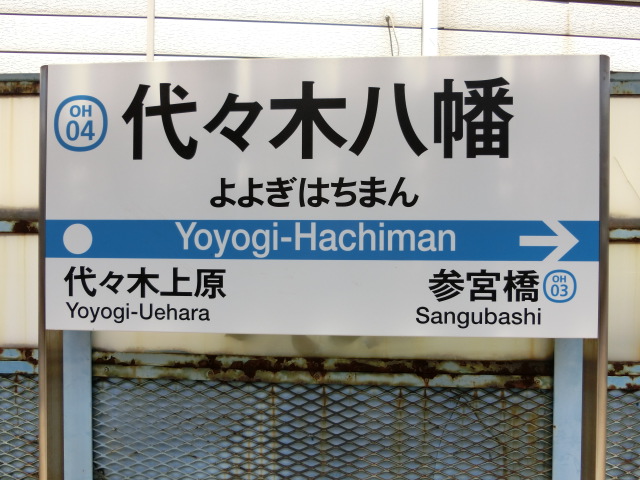 OH
04
代々木八幡
よよぎはちまん
Yoyogi-Hachiman
代々木上原
Yoyogi-Uehara
参宮橋
OH
03
Sangubashi